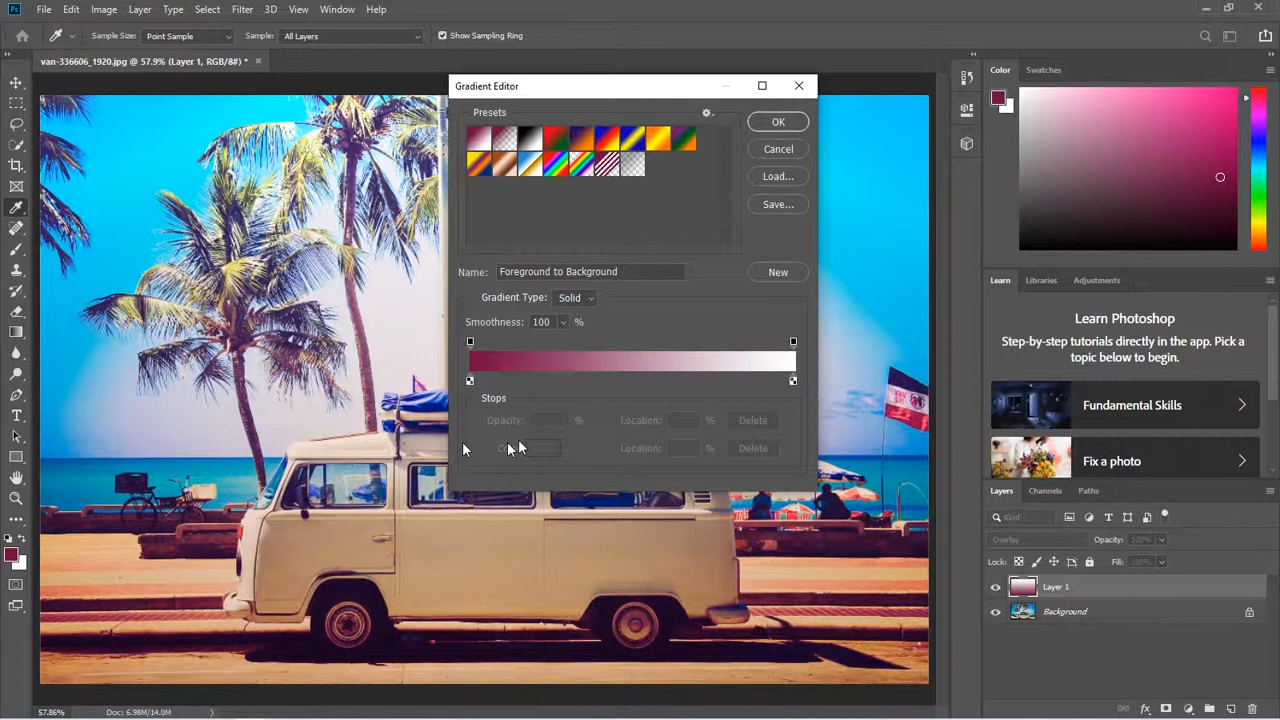 Ps File Edit Image Layer Type Select Filter 3D View Window Help
Sample Size: Point Sample Sample: All Layers Show Sampling Ring
van-336606_1920.jpg @ 57.9% (Layer 1, RGB/8#) *
Gradient Editor
Presets
OK
Cancel
Load...
Save...
Name: Foreground to Background New
Gradient Type: Solid
Smoothness: 100 %
Stops
Opacity: % Location: % Delete
Location: % Delete
Color Swatches
Learn Libraries Adjustments
Learn Photoshop
Step-by-step tutorials directly in the app. Pick
a topic below to begin.
Fundamental Skills
Fix a photo
Layers Channels Paths
Kind
Overlay Opacity: 100%
Lock: Fill: 100%
Layer 1
Background
57.86% Doc: 6.98M/14.0M